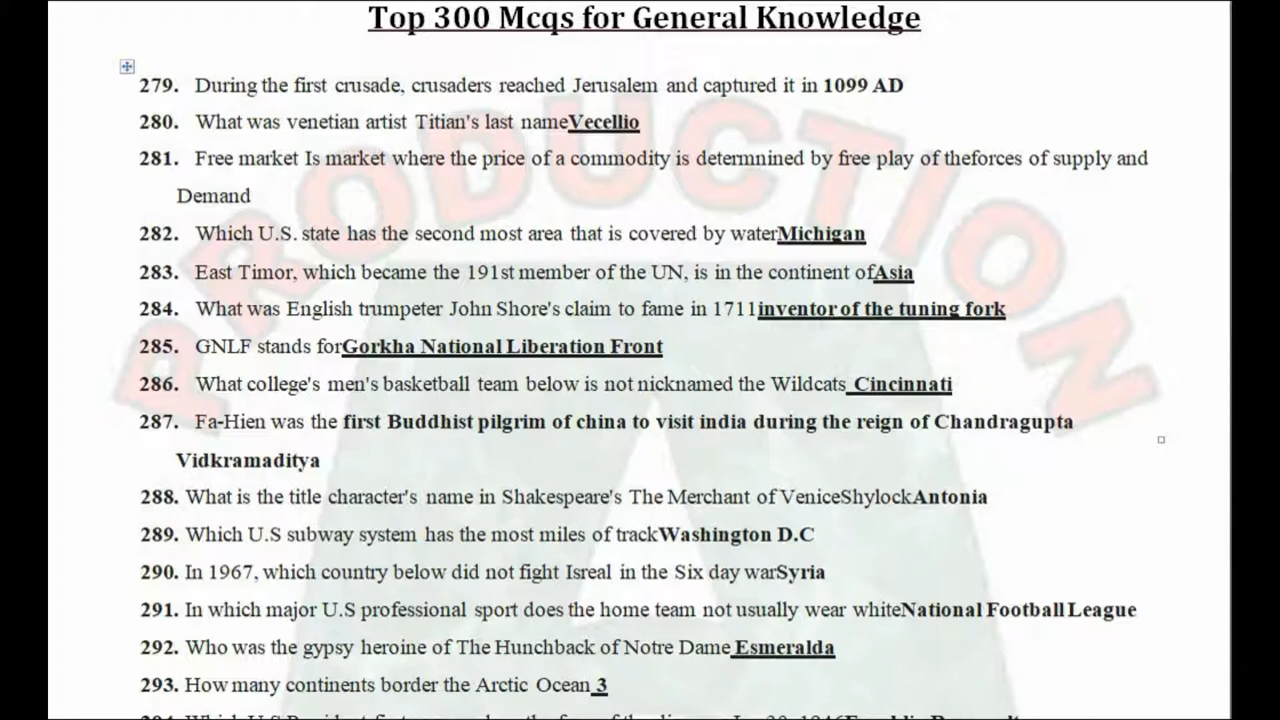 Top 300 Mcqs for General Knowledge
279. During the first crusade, crusaders reached Jerusalem and captured it in 1099 AD
280. What was venetian artist Titian's last nameVecellio
281. Free market Is market where the price of a commodity is determnined by free play of theforces of supply and
Demand
282. Which U.S. state has the second most area that is covered by waterMichigan
283. East Timor, which became the 191st member of the UN, is in the continent ofAsia
284. What was English trumpeter John Shore's claim to fame in 1711inventor of the tuning fork
285. GNLF stands forGorkha National Liberation Front
286. What college's men's basketball team below is not nicknamed the Wildcats Cincinnati
287. Fa-Hien was the first Buddhist pilgrim of china to visit india during the reign of Chandragupta
Vidkramaditya
288. What is the title character's name in Shakespeare's The Merchant of VeniceShylockAntonia
289. Which U.S subway system has the most miles of trackWashington D.C
290. In 1967, which country below did not fight Isreal in the Six day warSyria
291. In which major U.S professional sport does the home team not usually wear whiteNational Football League
292. Who was the gypsy heroine of The Hunchback of Notre Dame Esmeralda
293. How many continents border the Arctic Ocean 3
PRODUCTION